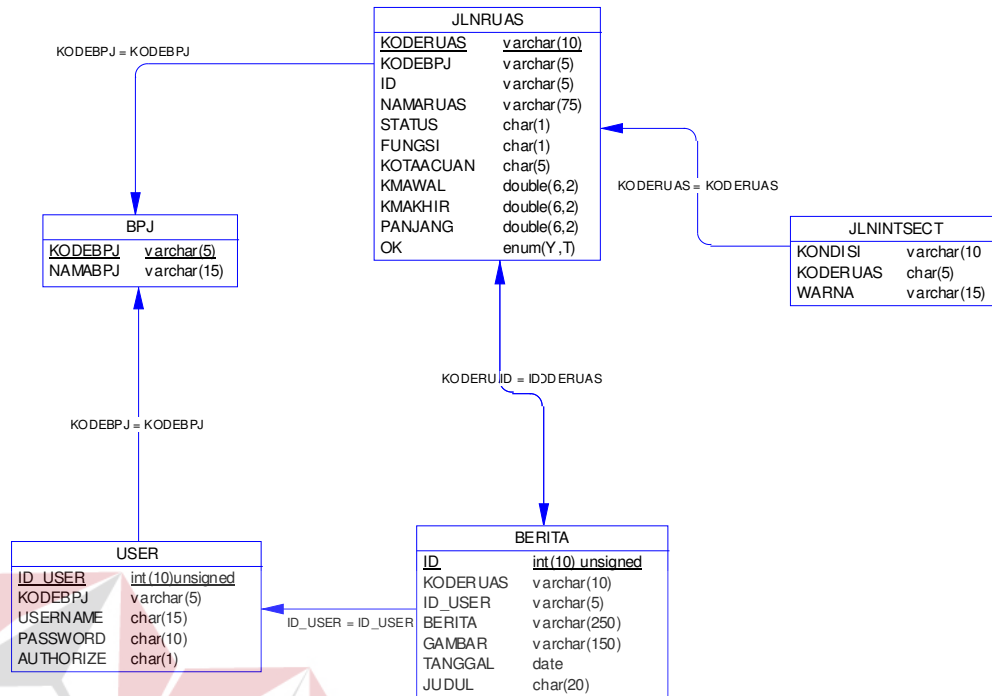 JLNRUAS
KODERUAS varchar(10)
KODEBPJ varchar(5)
ID varchar(5)
NAMARUAS varchar(75)
STATUS char(1)
FUNGSI char(1)
KOTAACUAN char(5)
KMAWAL double(6,2)
KMAKHIR double(6,2)
PANJANG double(6,2)
OK enum(Y,T)
KODEBPJ = KODEBPJ
KODERUAS = KODERUAS
BPJ
KODEBPJ varchar(5)
NAMABPJ varchar(15)
JLNINTSECT
KONDISI varchar(10
KODERUAS char(5)
WARNA varchar(15)
KODERU ID = ID DERUAS
KODEBPJ = KODEBPJ
USER
ID_USER int(10)unsigned
KODEBPJ varchar(5)
USERNAME char(15)
PASSWORD char(10)
AUTHORIZE char(1)
ID_USER = ID_USER
BERITA
ID int(10) unsigned
KODERUAS varchar(10)
ID_USER varchar(5)
BERITA varchar(250)
GAMBAR varchar(150)
TANGGAL date
JUDUL char(20)